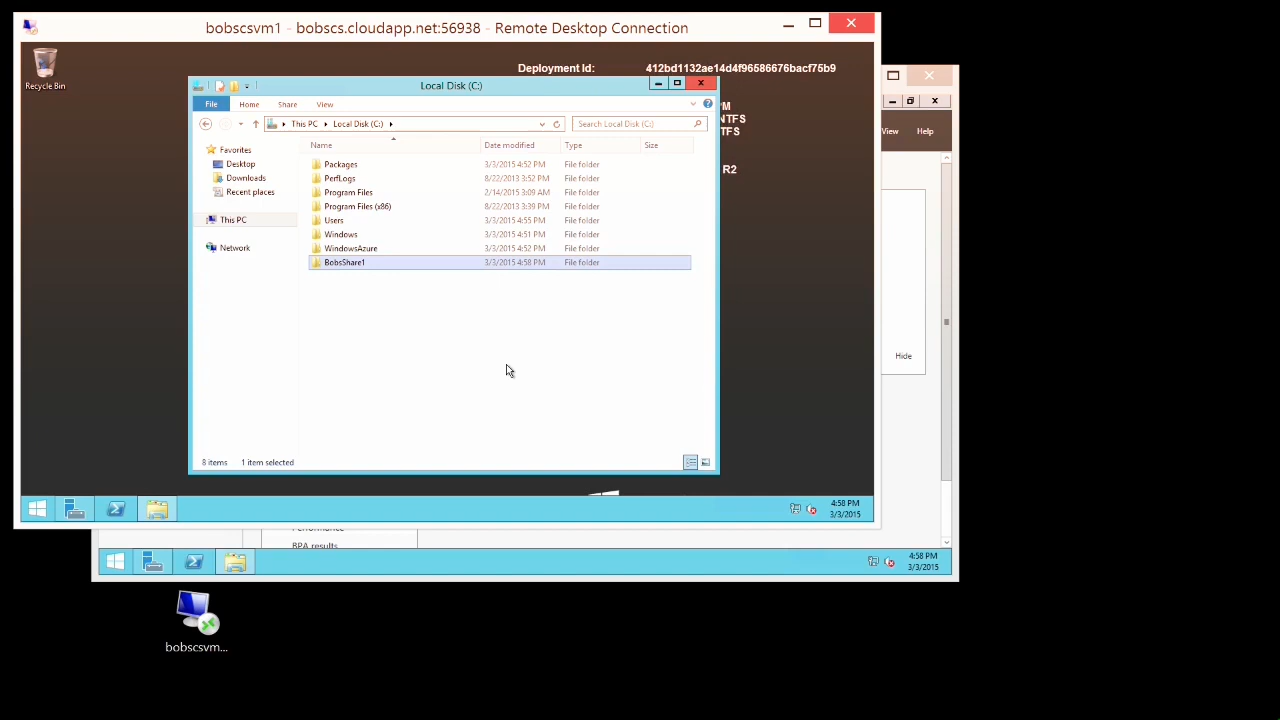 bobscsvm1 - bobscs.cloudapp.net:56938 - Remote Desktop Connection
Recycle Bin
Deployment Id: 412bd1132ae14d4f96586676bacf75b9
Local Disk (C:)
File Home Share View
This PC Local Disk (C:) Search Local Disk (C:)
PM
NTFS
TFS
R2
View Help
Name Date modified Type Size
Favorites
Desktop
Downloads
Recent places
This PC
Network
Packages 3/3/2015 4:52 PM File folder
PerfLogs 8/22/2013 3:52 PM File folder
Program Files 2/14/2015 3:09 AM File folder
Program Files (x86) 8/22/2013 3:39 PM File folder
Users 3/3/2015 4:55 PM File folder
Windows 3/3/2015 4:51 PM File folder
WindowsAzure 3/3/2015 4:52 PM File folder
BobsShare1 3/3/2015 4:58 PM File folder
Hide
8 items 1 item selected
4:58 PM
3/3/2015
BPA results
4:58 PM
3/3/2015
bobscsvm...